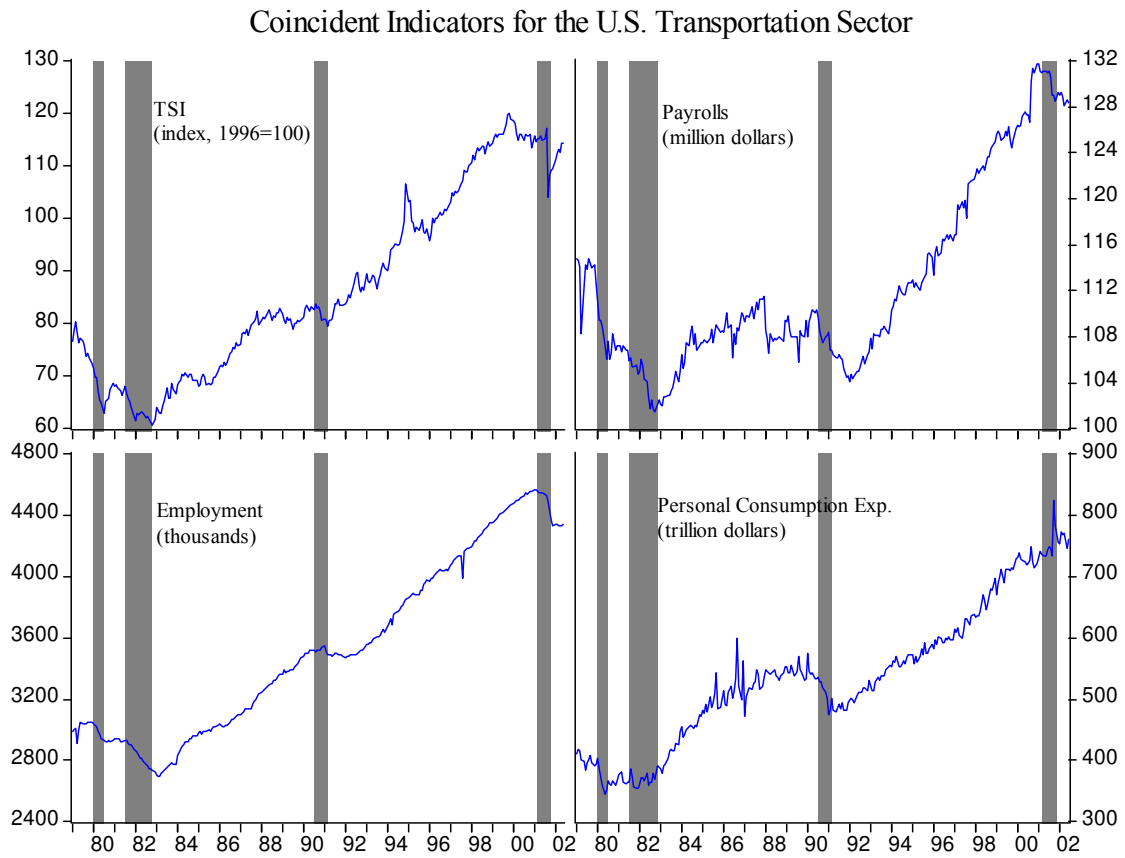 Coincident Indicators for the U.S. Transportation Sector
130
120
110
100
90
80
70
60
TSI
(index, 1996=100)
132
128
124
120
116
112
108
104
100
Payrolls
(million dollars)
4800
4400
4000
3600
3200
2800
2400
Employment
(thousands)
80 82 84 86 88 90 92 94 96 98 00 02
900
800
700
600
500
400
300
Personal Consumption Exp.
(trillion dollars)
80 82 84 86 88 90 92 94 96 98 00 02